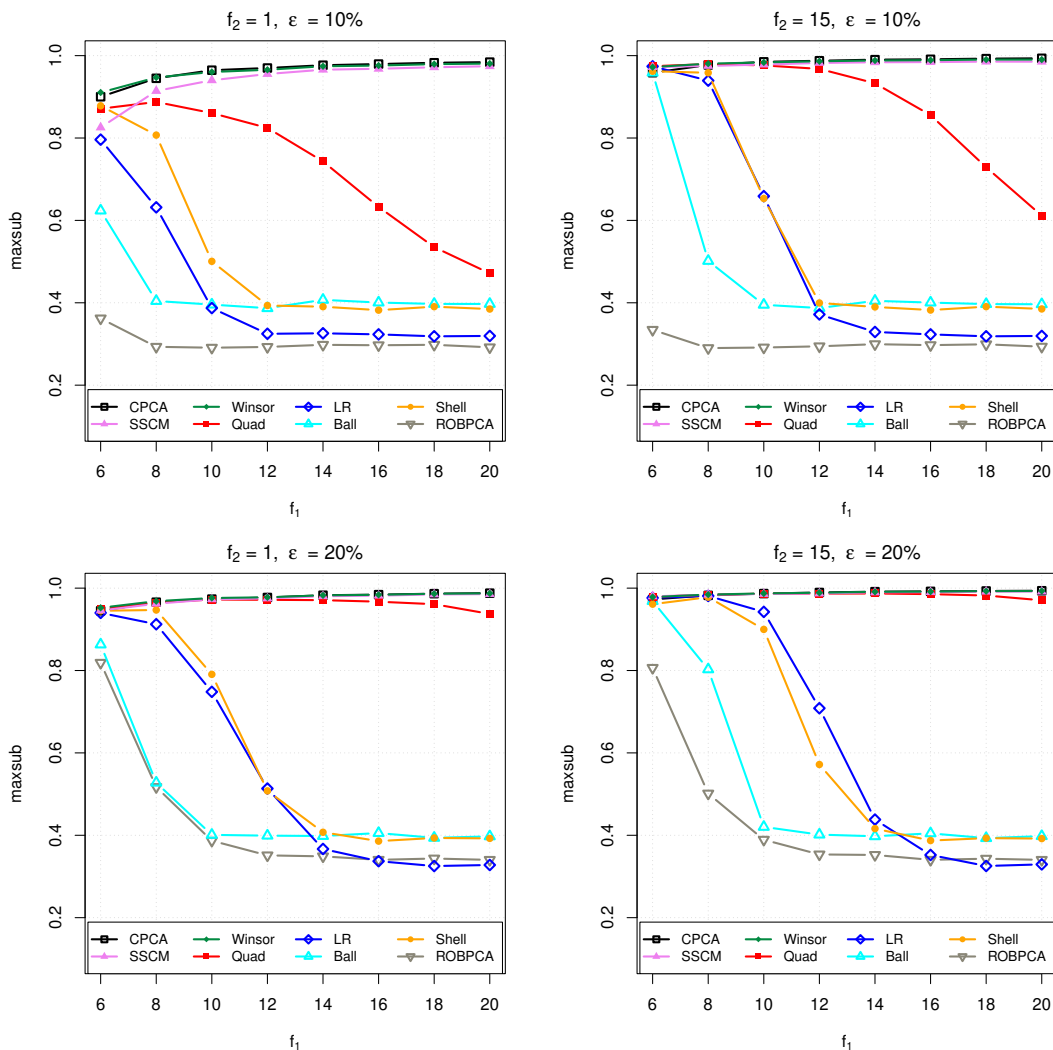 f₂ = 1, ε = 10%
maxsub
1.0
0.8
0.6
0.4
0.2
CPCA Winsor LR Shell
SSCM Quad Ball ROBPCA
6 8 10 12 14 16 18 20
f₁
f₂ = 15, ε = 10%
maxsub
1.0
0.8
0.6
0.4
0.2
CPCA Winsor LR Shell
SSCM Quad Ball ROBPCA
6 8 10 12 14 16 18 20
f₁
f₂ = 1, ε = 20%
maxsub
1.0
0.8
0.6
0.4
0.2
CPCA Winsor LR Shell
SSCM Quad Ball ROBPCA
6 8 10 12 14 16 18 20
f₁
f₂ = 15, ε = 20%
maxsub
1.0
0.8
0.6
0.4
0.2
CPCA Winsor LR Shell
SSCM Quad Ball ROBPCA
6 8 10 12 14 16 18 20
f₁